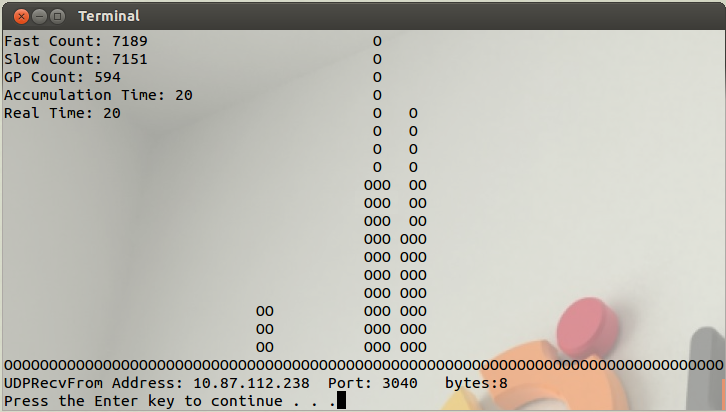 Fast Count: 7189                         O
Slow Count: 7151                         O
GP Count: 594                            O
Accumulation Time: 20                    O
Real Time: 20                            O   O
                                         O   O
                                         O   O
                                         O   O
                                        OOO  OO
                                        OOO  OO
                                        OOO  OO
                                        OOO OOO
                                        OOO OOO
                                        OOO OOO
                                        OOO OOO
                            OO          OOO OOO
                            OO          OOO OOO
                            OO          OOO OOO
OOOOOOOOOOOOOOOOOOOOOOOOOOOOOOOOOOOOOOOOOOOOOOOOOOOOOOOOOOOOOOOOOOOOOOOOOOOOOOOO
UDPRecvFrom Address: 10.87.112.238  Port: 3040   bytes:8
Press the Enter key to continue . . .
Terminal